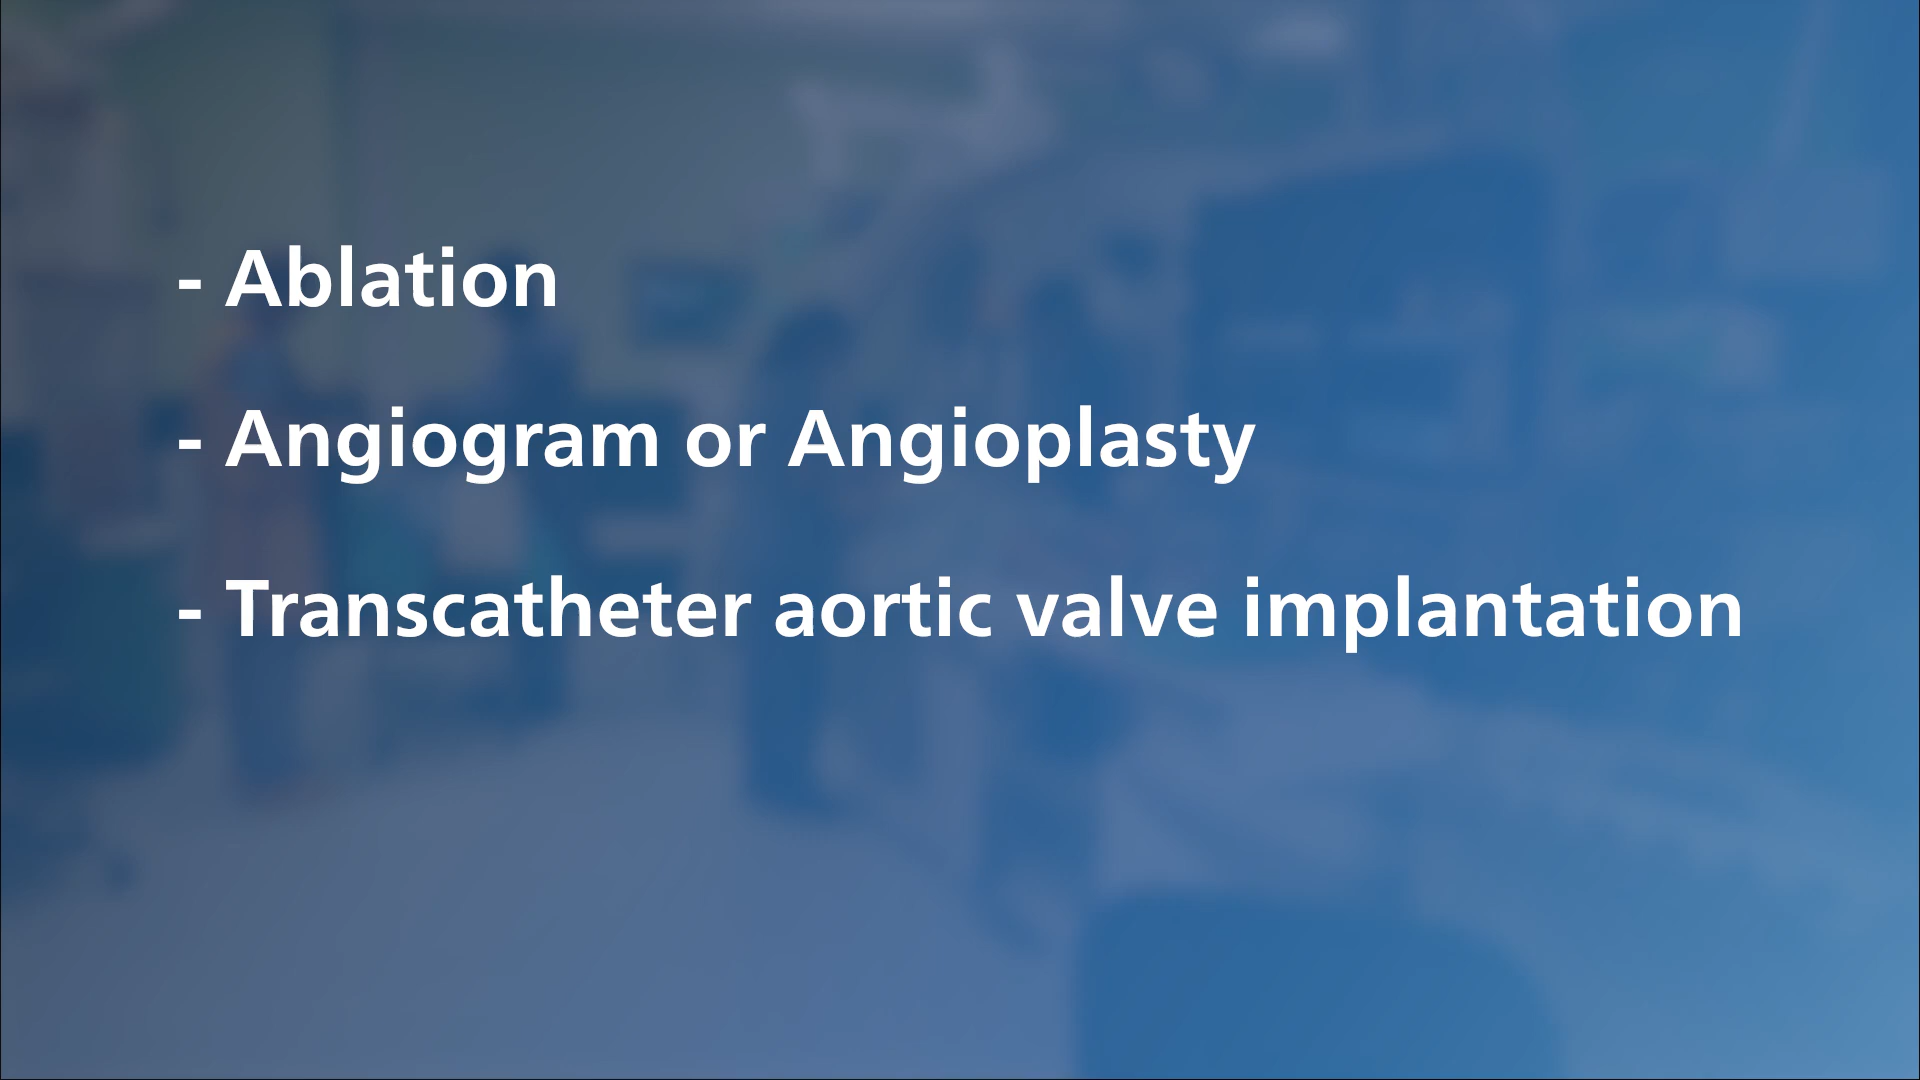 - Ablation
- Angiogram or Angioplasty
- Transcatheter aortic valve implantation